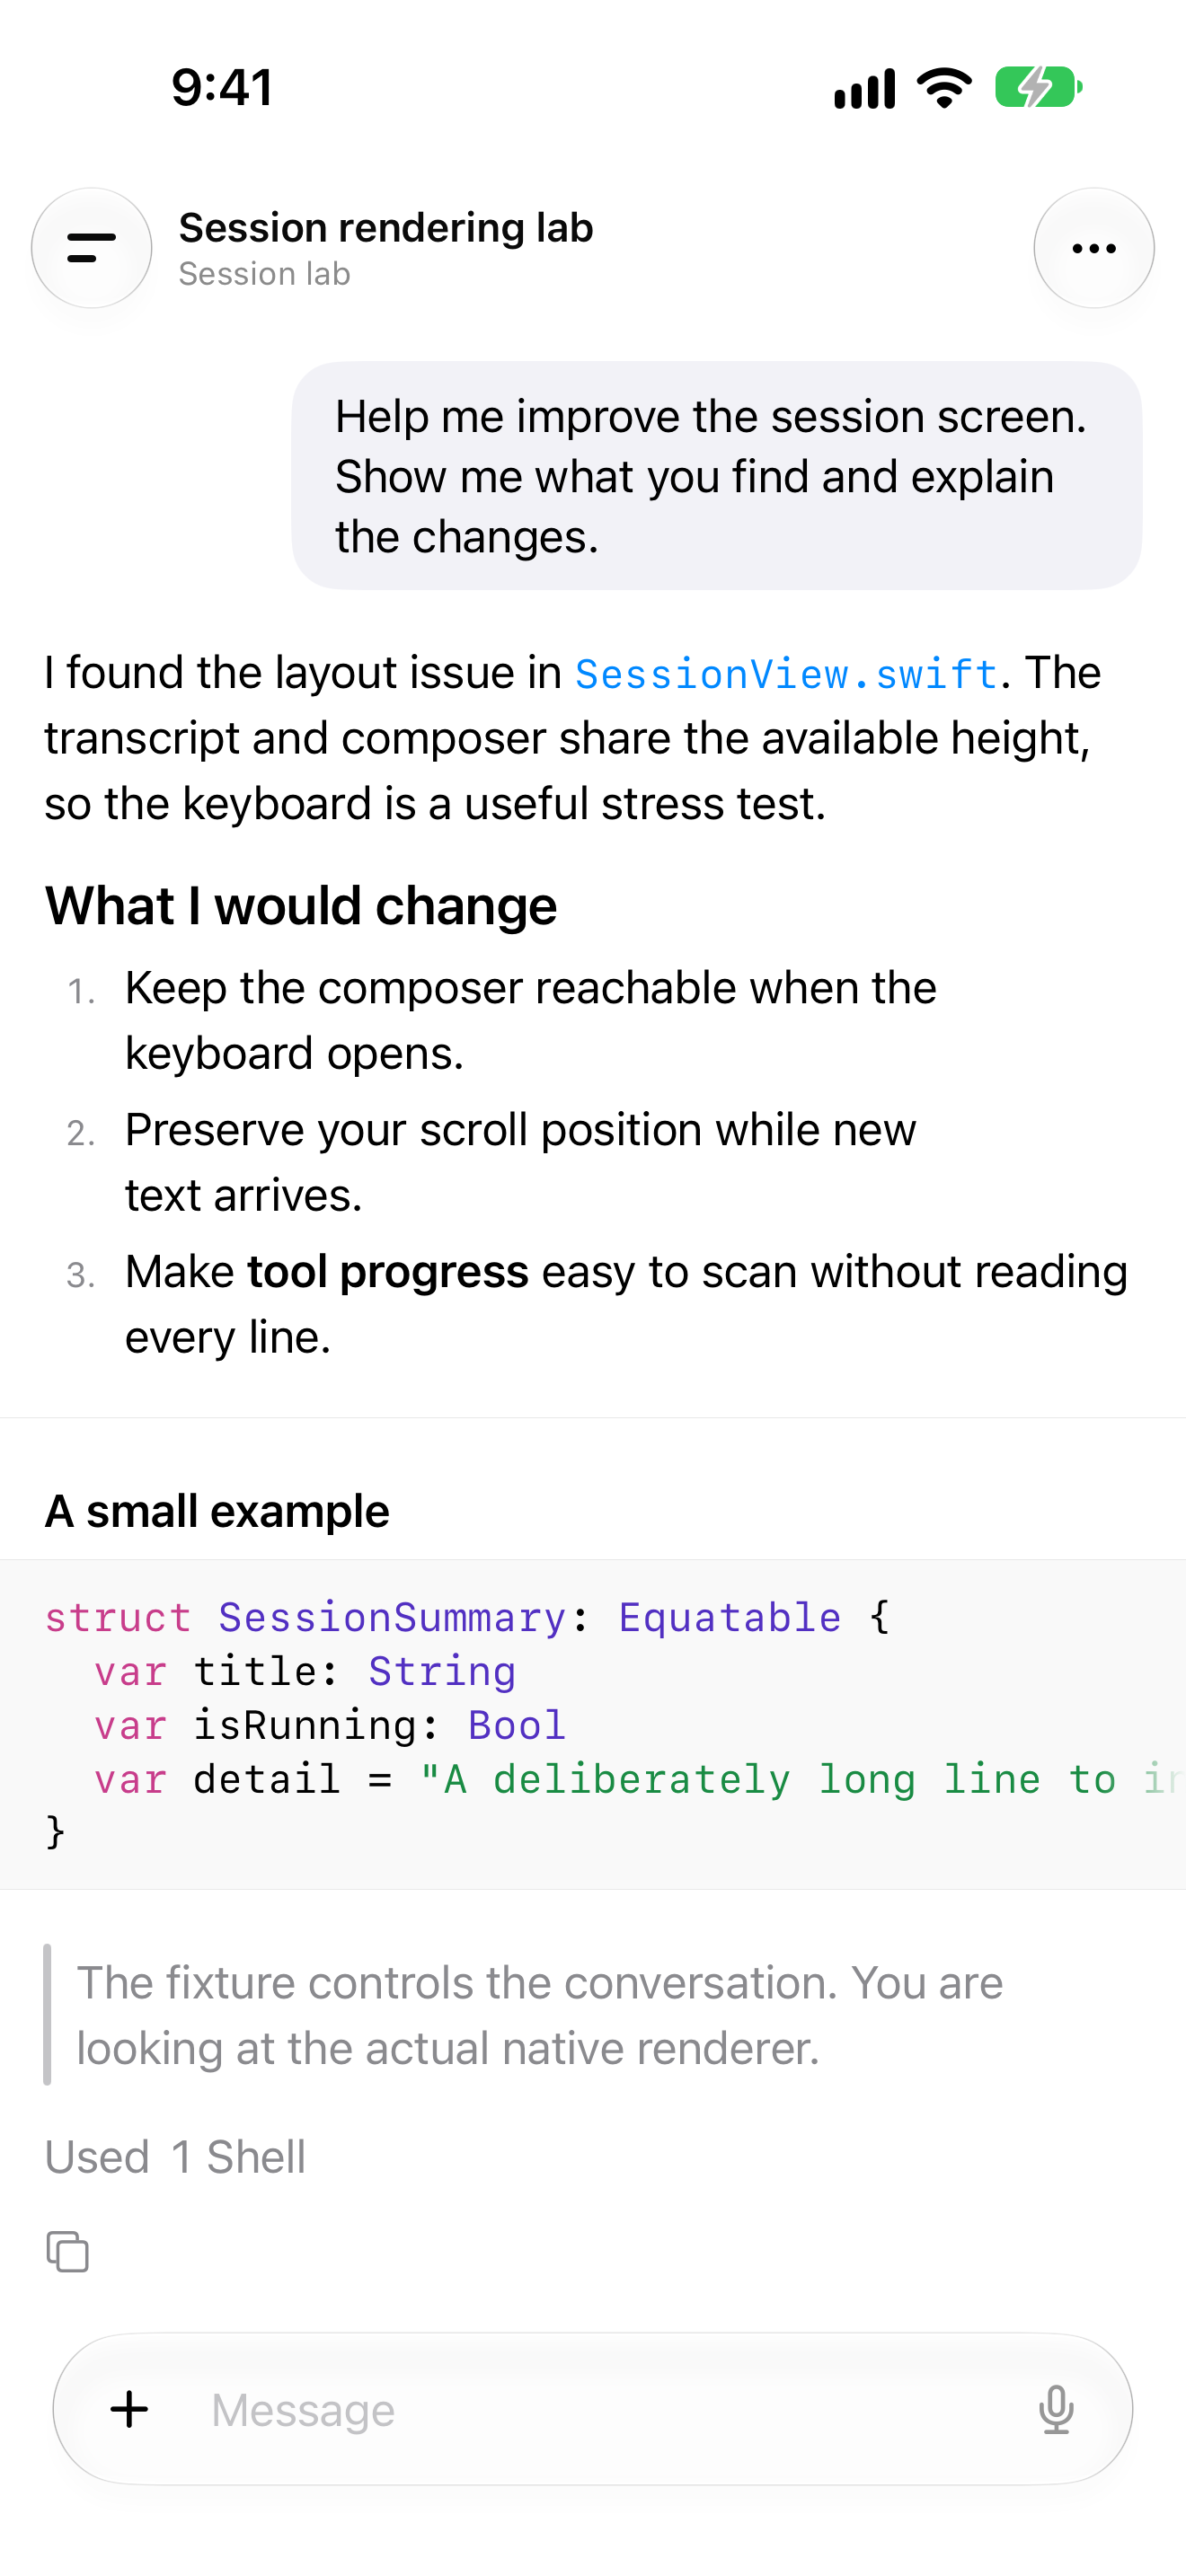 9:41
Session rendering lab
Session lab
Help me improve the session screen.
Show me what you find and explain
the changes.
I found the layout issue in SessionView.swift. The
transcript and composer share the available height,
so the keyboard is a useful stress test.
What I would change
1. Keep the composer reachable when the
keyboard opens.
2. Preserve your scroll position while new
text arrives.
3. Make tool progress easy to scan without reading
every line.
A small example
struct SessionSummary: Equatable {
  var title: String
  var isRunning: Bool
  var detail = "A deliberately long line to
}
The fixture controls the conversation. You are
looking at the actual native renderer.
Used 1 Shell
Message